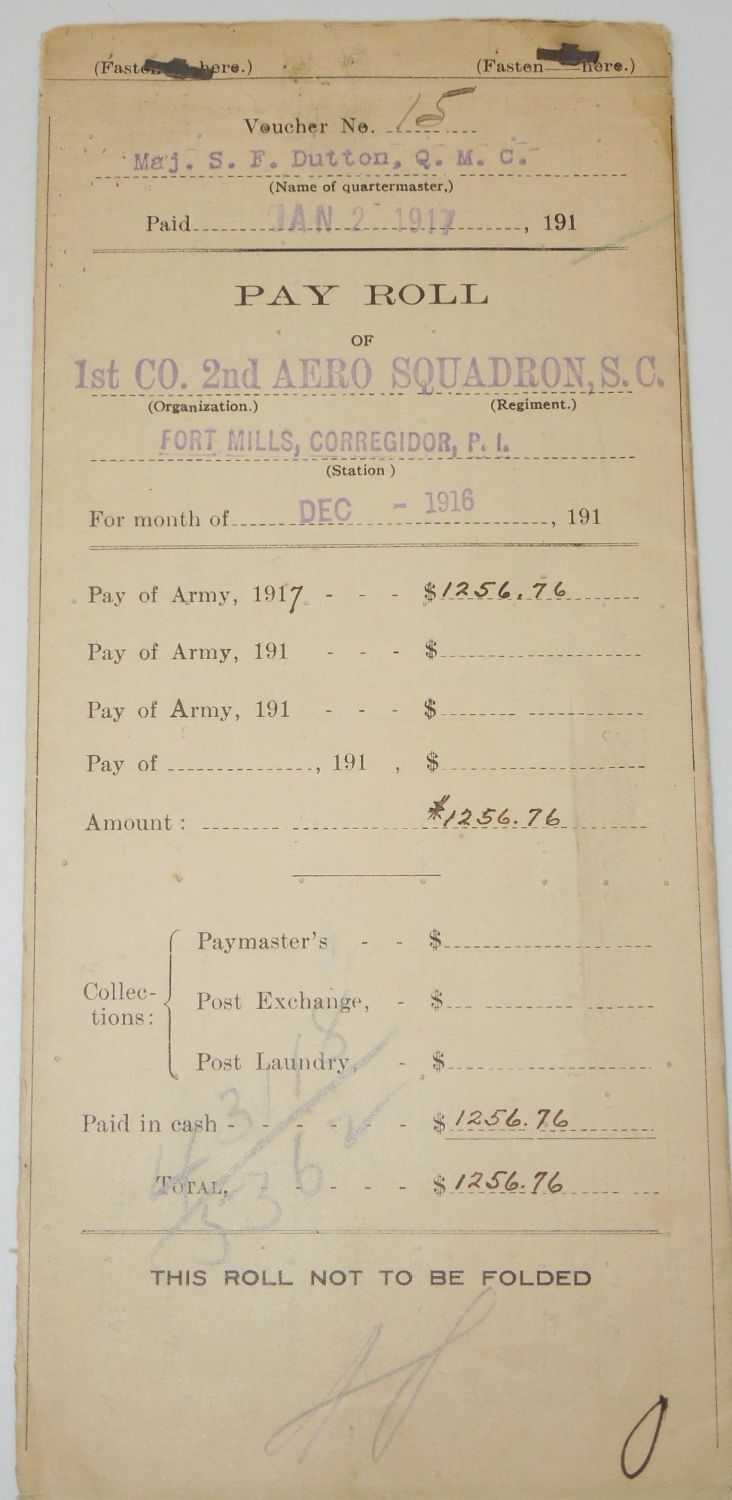 (Fasten here.) (Fasten here.)
Voucher No. 15
Maj. S. F. Dutton, Q. M. C.
(Name of quartermaster,)
Paid JAN 2 - 1917, 191
PAY ROLL
OF
1st CO. 2nd AERO SQUADRON, S. C.
(Organization.) (Regiment.)
FORT MILLS, CORREGIDOR, P. I.
(Station )
For month of DEC - 1916, 191
Pay of Army, 1917 - - - $1256.76
Pay of Army, 191 - - - $
Pay of Army, 191 - - - $
Pay of , 191 , $
Amount: $1256.76
Collections:
Paymaster's - - $
Post Exchange, - $
Post Laundry, - $
Paid in cash - - - - - - $1256.76
TOTAL, - - - - $1256.76
THIS ROLL NOT TO BE FOLDED